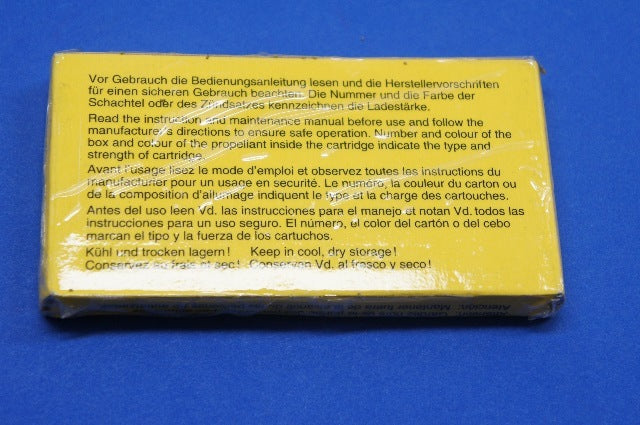 Vor Gebrauch die Bedienungsanleitung lesen und die Herstellervorschriften
für einen sicheren Gebrauch beachten. Die Nummer und die Farbe der
Schachtel oder des Zündsatzes kennzeichnen die Ladestärke.
Read the instruction and maintenance manual before use and follow the
manufacturer's directions to ensure safe operation. Number and colour of the
box and colour of the propellant inside the cartridge indicate the type and
strength of cartridge.
Avant l'usage lisez le mode d'emploi et observez toutes les instructions du
manufacturier pour un usage en securité. Le numéro, la couleur du carton ou
de la composition d'allumage indiquent le type et la charge des cartouches.
Antes del uso leen Vd. las instrucciones para el manejo et notan Vd. todos las
instrucciones para un uso seguro. El número, el color del cartón o del cebo
marcan el tipo y la fuerza de los cartuchos.
Kühl und trocken lagern! Keep in cool, dry storage!
Conservez au frais et sec! Conserven Vd. al fresco y seco!